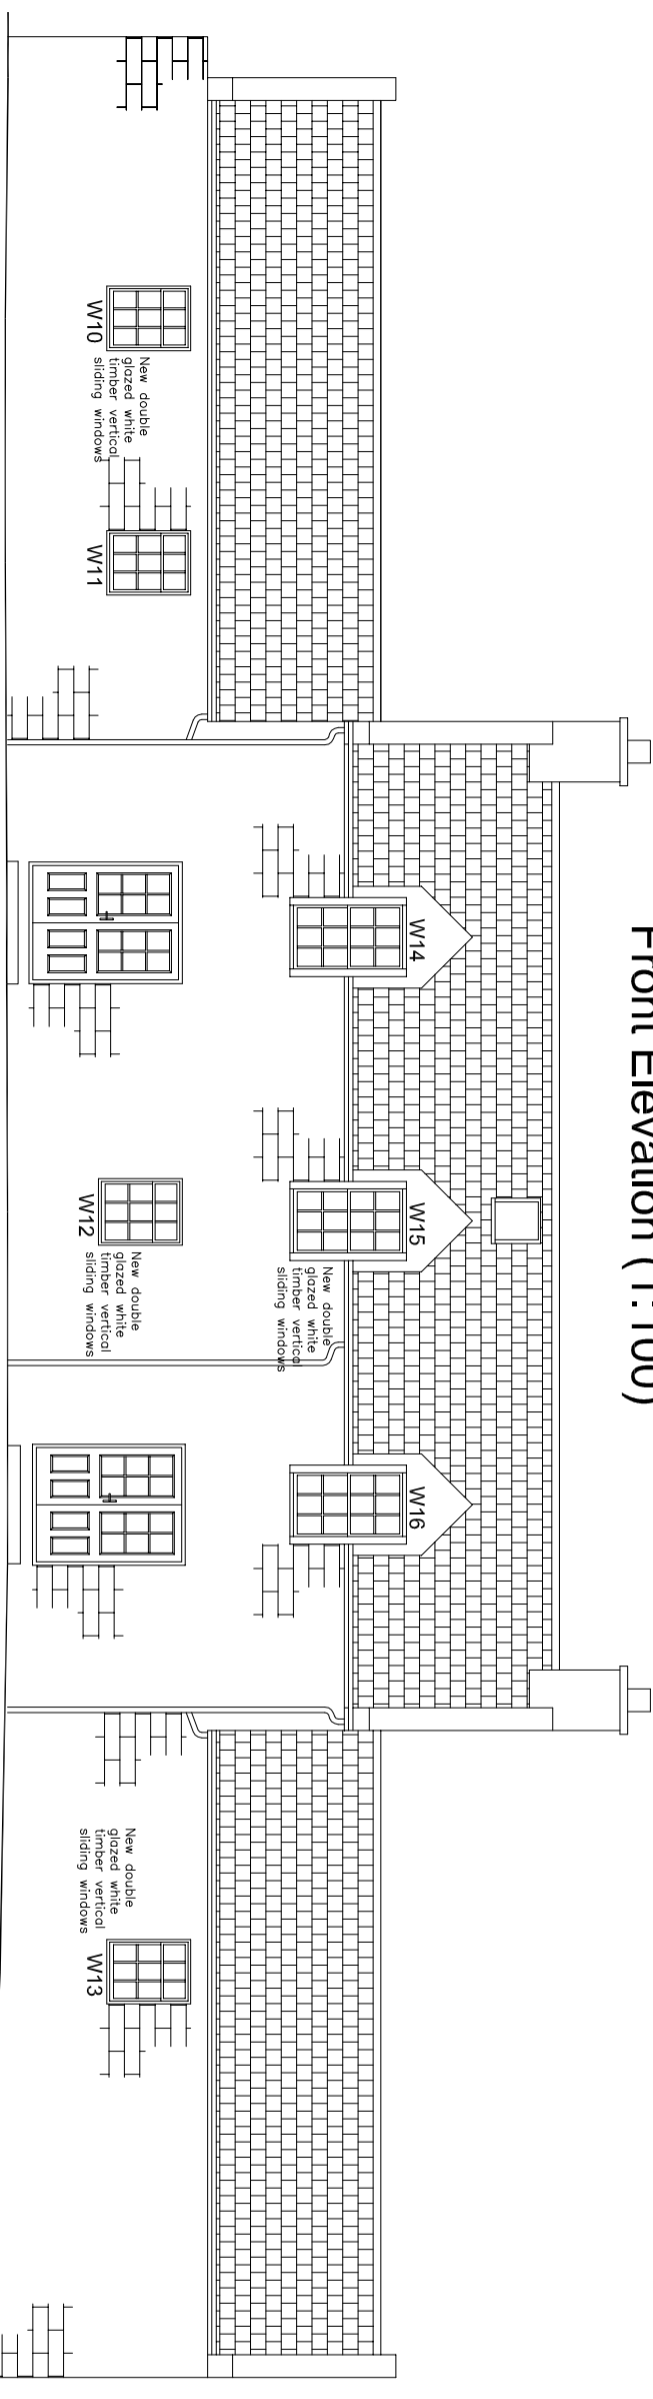 Front Elevation (1:100)
W14
W15
W16
New double
glazed white
timber vertical
sliding windows
W10
New double
glazed white
timber vertical
sliding windows
W11
W12
New double
glazed white
timber vertical
sliding windows
New double
glazed white
timber vertical
sliding windows
W13